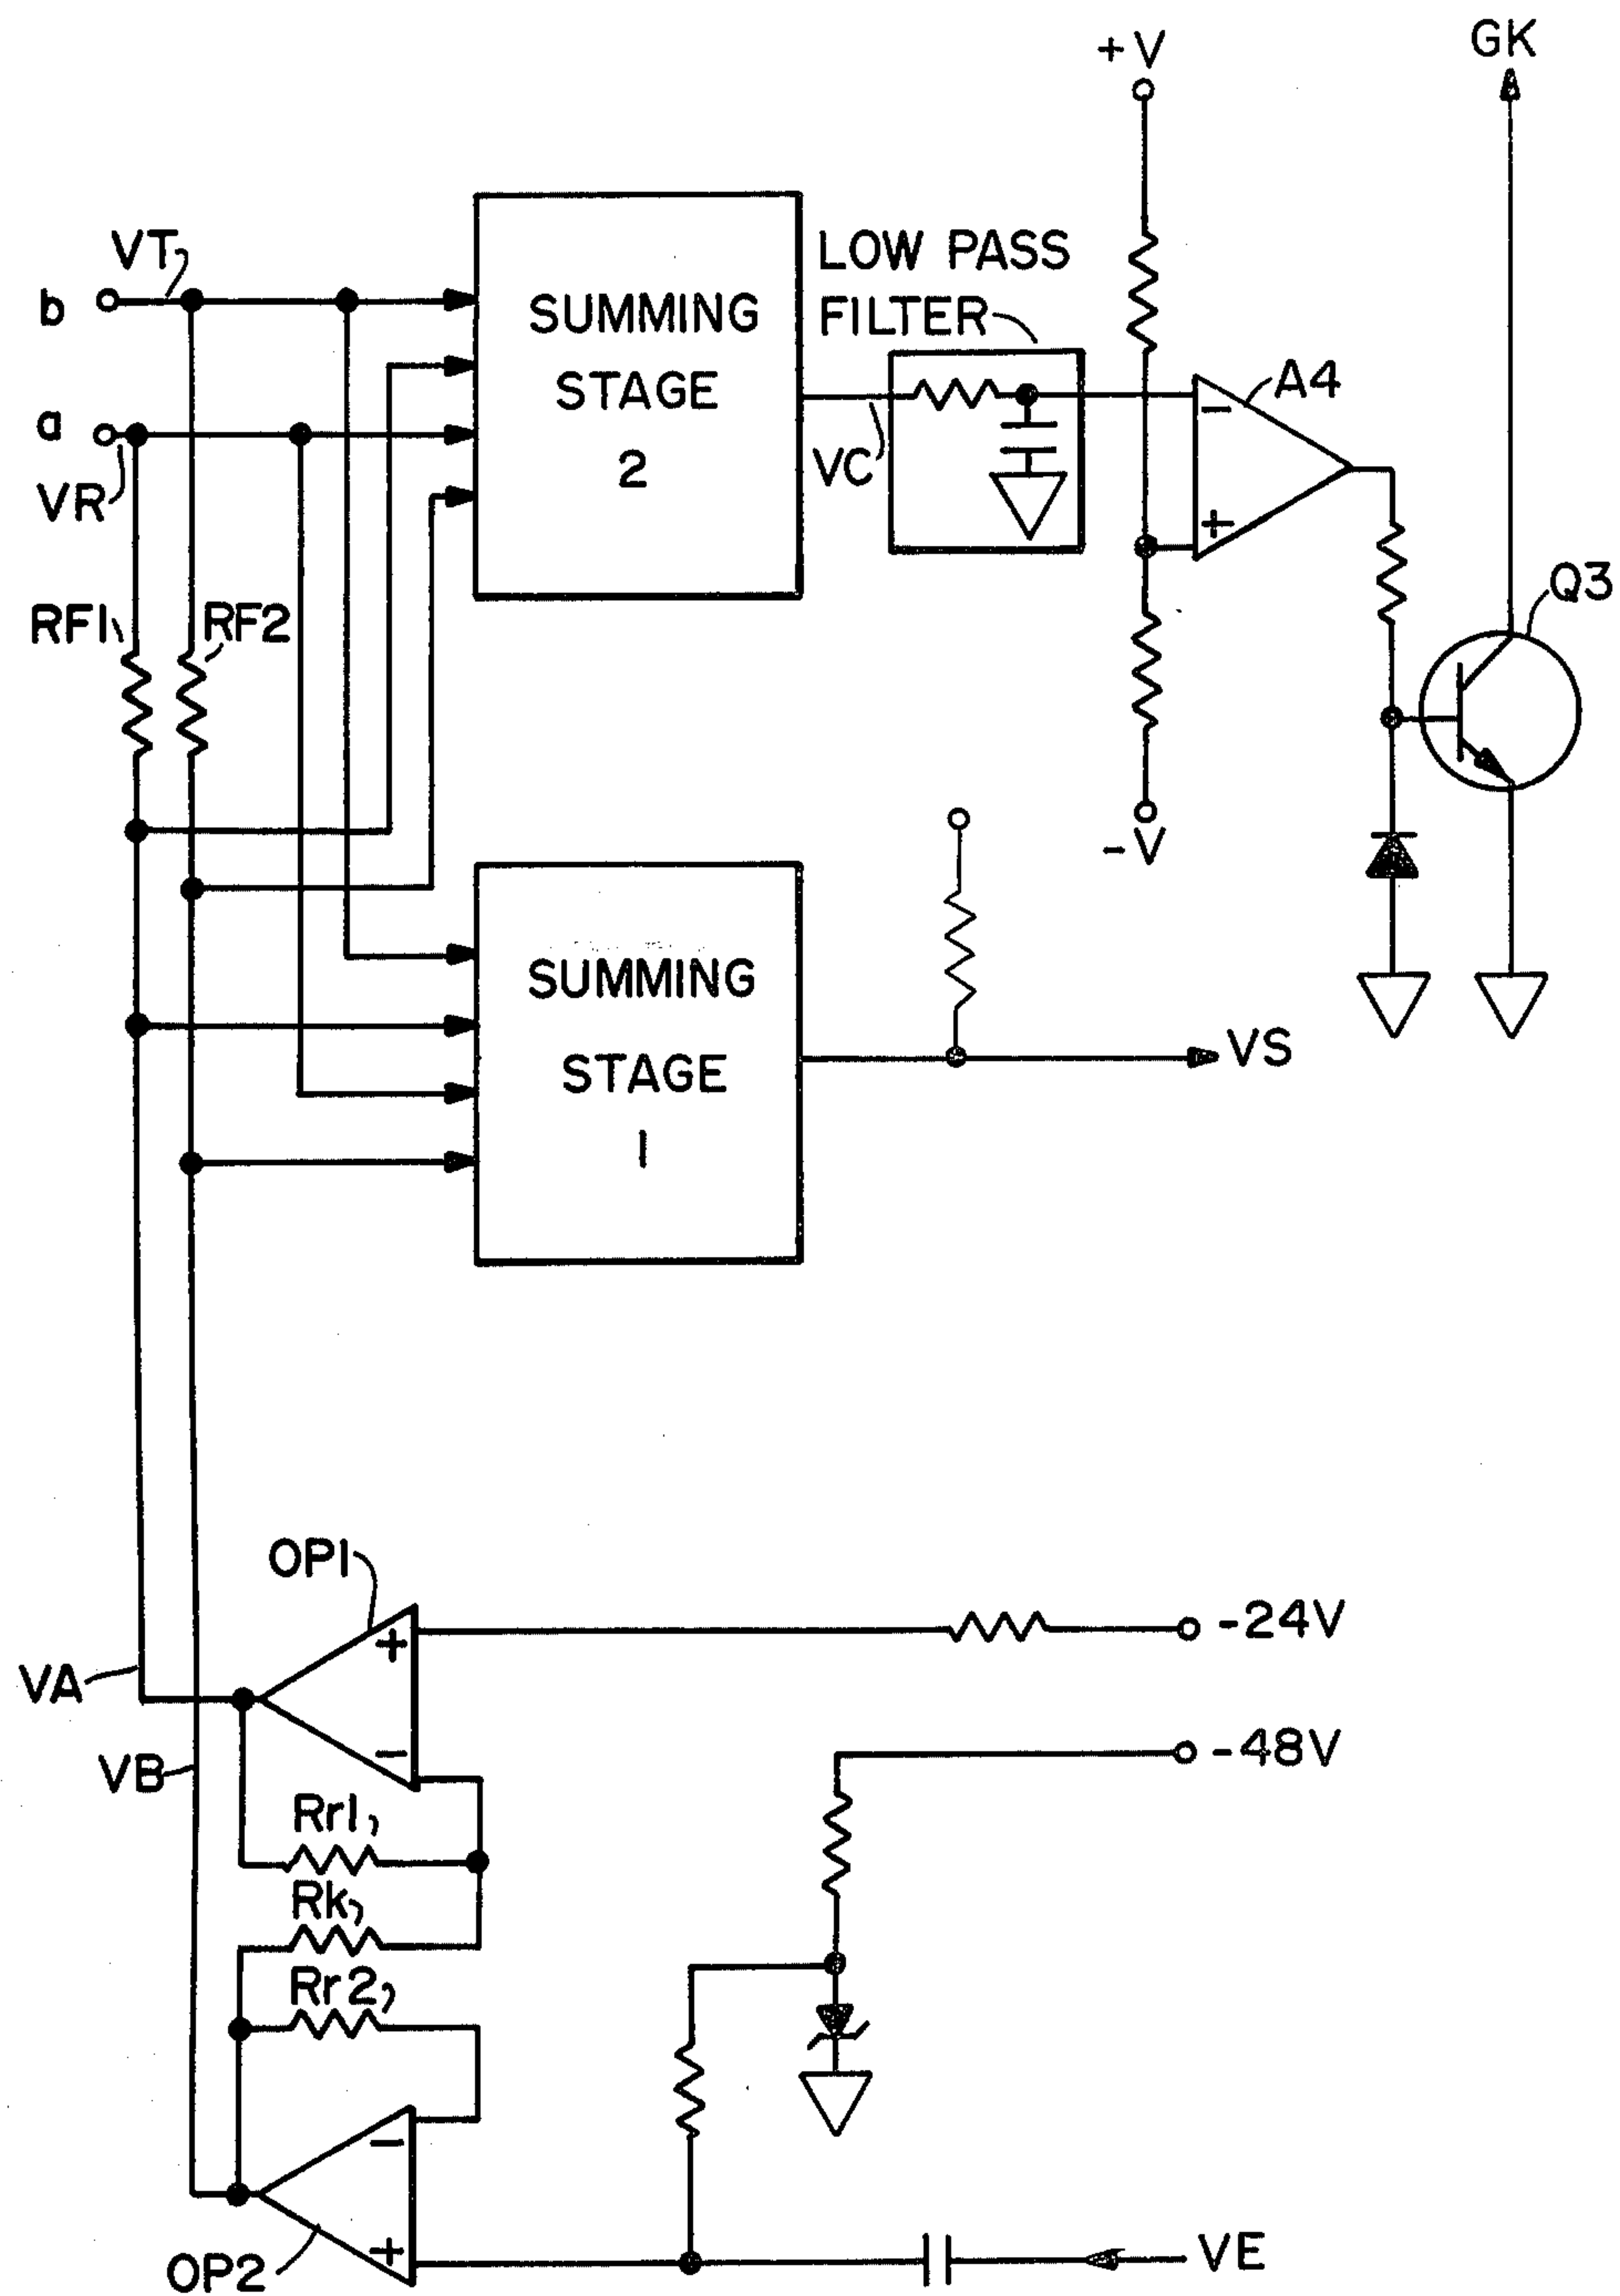 +V
GK
VT
b
LOW PASS
FILTER
SUMMING
STAGE
2
a
VR
VC
A4
−
+
Q3
RF1
RF2
-V
SUMMING
STAGE
1
VS
OP1
+
-24V
VA
−
-48V
VB
Rr1
Rk
Rr2
−
+
OP2
VE